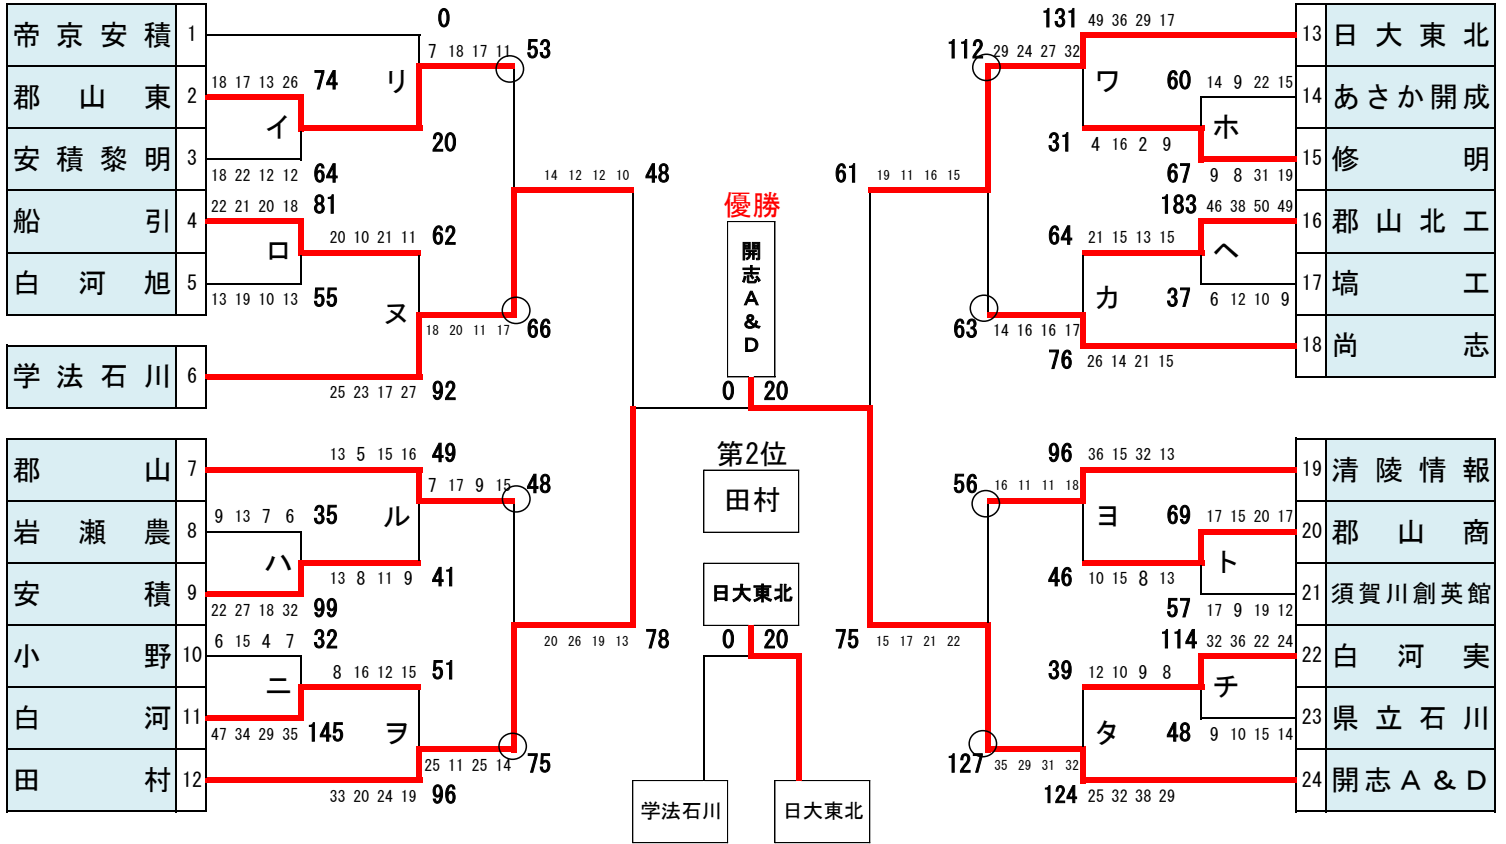 帝京安積 1
郡山東 2
安積黎明 3
船引 4
白河旭 5
学法石川 6
郡山 7
岩瀬農 8
安積 9
小野 10
白河 11
田村 12
0
7 18 17 11 53
18 17 13 26 74
リ
イ
20
18 22 12 12 64
22 21 20 18 81
20 10 21 11 62
ロ
13 19 10 13 55
ヌ
18 20 11 17 66
25 23 17 27 92
14 12 12 10 48
13 5 15 16 49
7 17 9 15 48
9 13 7 6 35
ル
ハ
13 8 11 9 41
22 27 18 32 99
6 15 4 7 32
8 16 12 15 51
ニ
47 34 29 35 145
ヲ
25 11 25 14 75
33 20 24 19 96
20 26 19 13 78
優勝
開志A&D
0 20
第2位
田村
日大東北
0 20
学法石川
日大東北
131 49 36 29 17
112 29 24 27 32
ワ
60 14 9 22 15
ホ
31 4 16 2 9
67 9 8 31 19
61 19 11 16 15
183 46 38 50 49
64 21 15 13 15
ヘ
カ
37 6 12 10 9
63 14 16 16 17
76 26 14 21 15
96 36 15 32 13
56 16 11 11 18
ヨ
69 17 15 20 17
ト
46 10 15 8 13
57 17 9 19 12
75 15 17 21 22
114 32 36 22 24
39 12 10 9 8
チ
タ
48 9 10 15 14
127 35 29 31 32
124 25 32 38 29
13 日大東北
14 あさか開成
15 修明
16 郡山北工
17 塙工
18 尚志
19 清陵情報
20 郡山商
21 須賀川創英館
22 白河実
23 県立石川
24 開志A&D